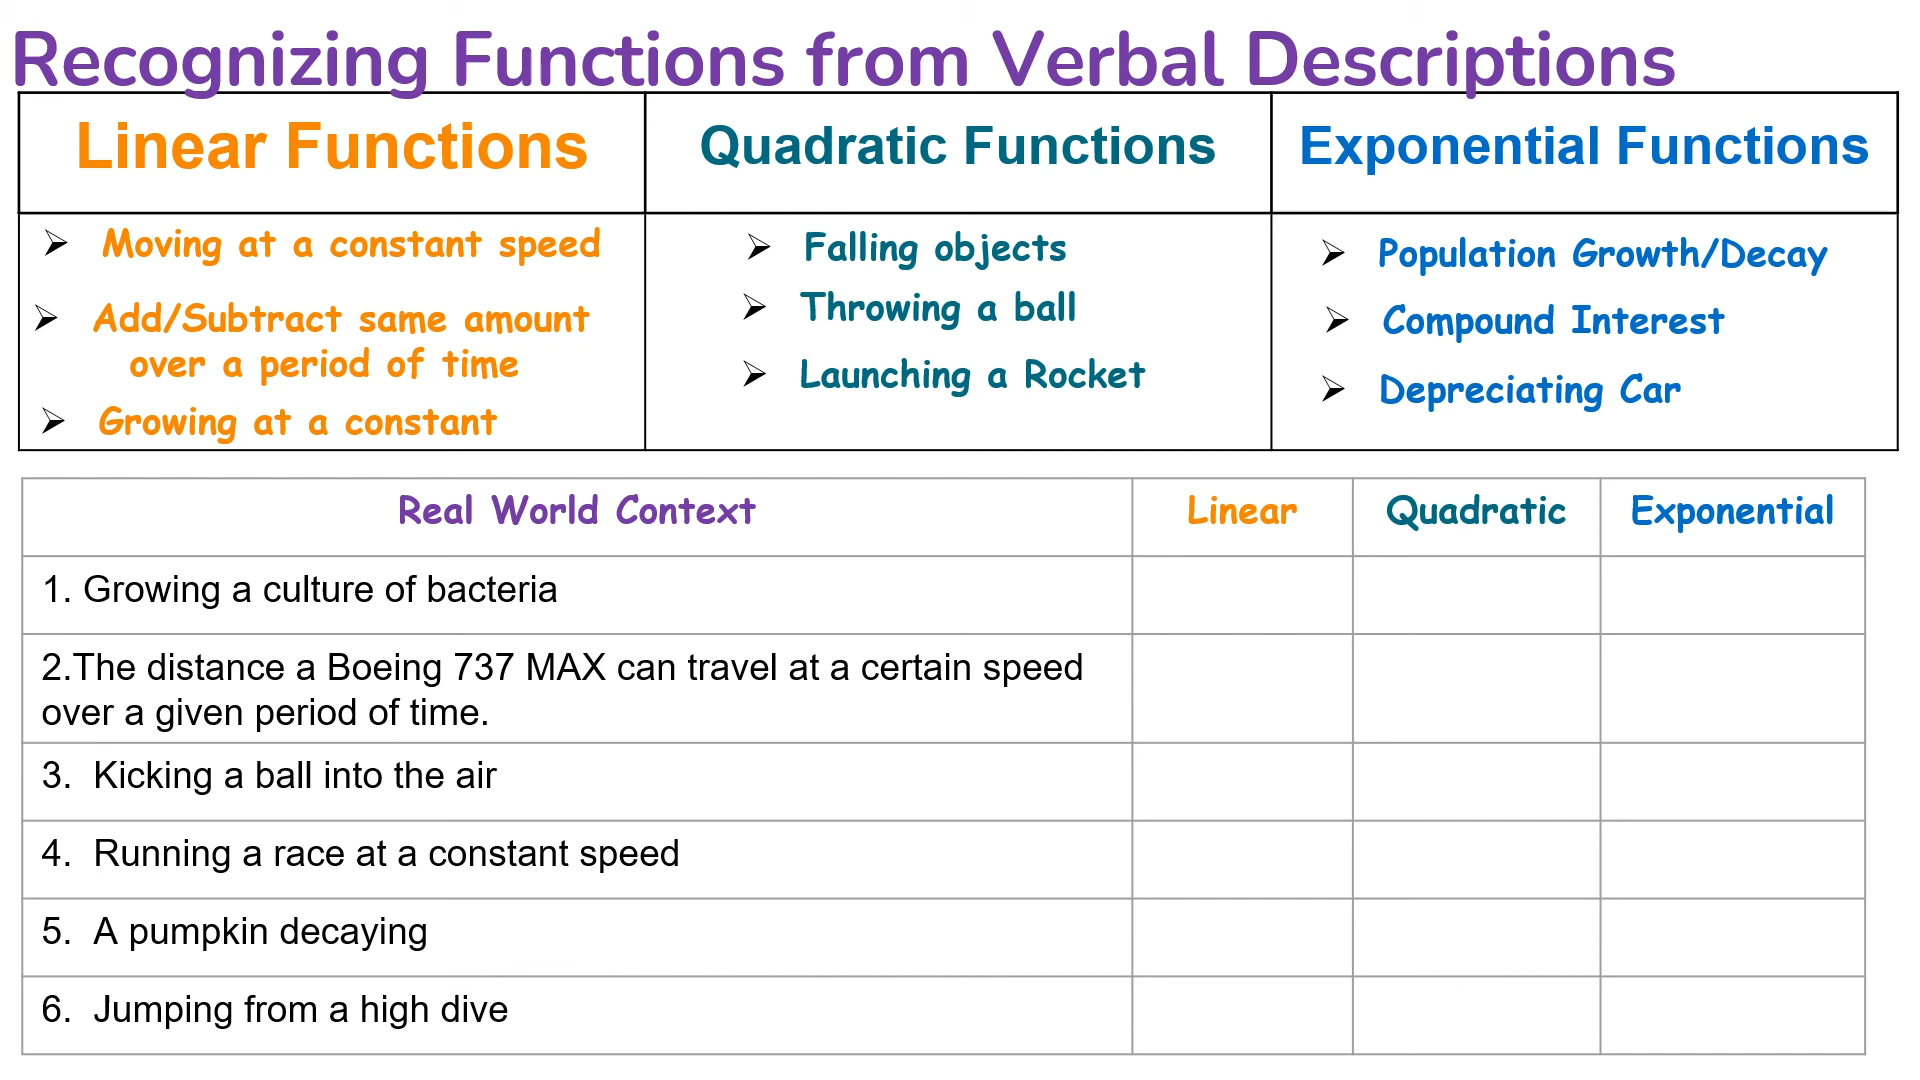 Recognizing Functions from Verbal Descriptions
Linear Functions
Quadratic Functions
Exponential Functions
➢ Moving at a constant speed
➢ Add/Subtract same amount
over a period of time
➢ Growing at a constant
➢ Falling objects
➢ Throwing a ball
➢ Launching a Rocket
➢ Population Growth/Decay
➢ Compound Interest
➢ Depreciating Car
Real World Context
Linear
Quadratic
Exponential
1. Growing a culture of bacteria
2.The distance a Boeing 737 MAX can travel at a certain speed
over a given period of time.
3. Kicking a ball into the air
4. Running a race at a constant speed
5. A pumpkin decaying
6. Jumping from a high dive